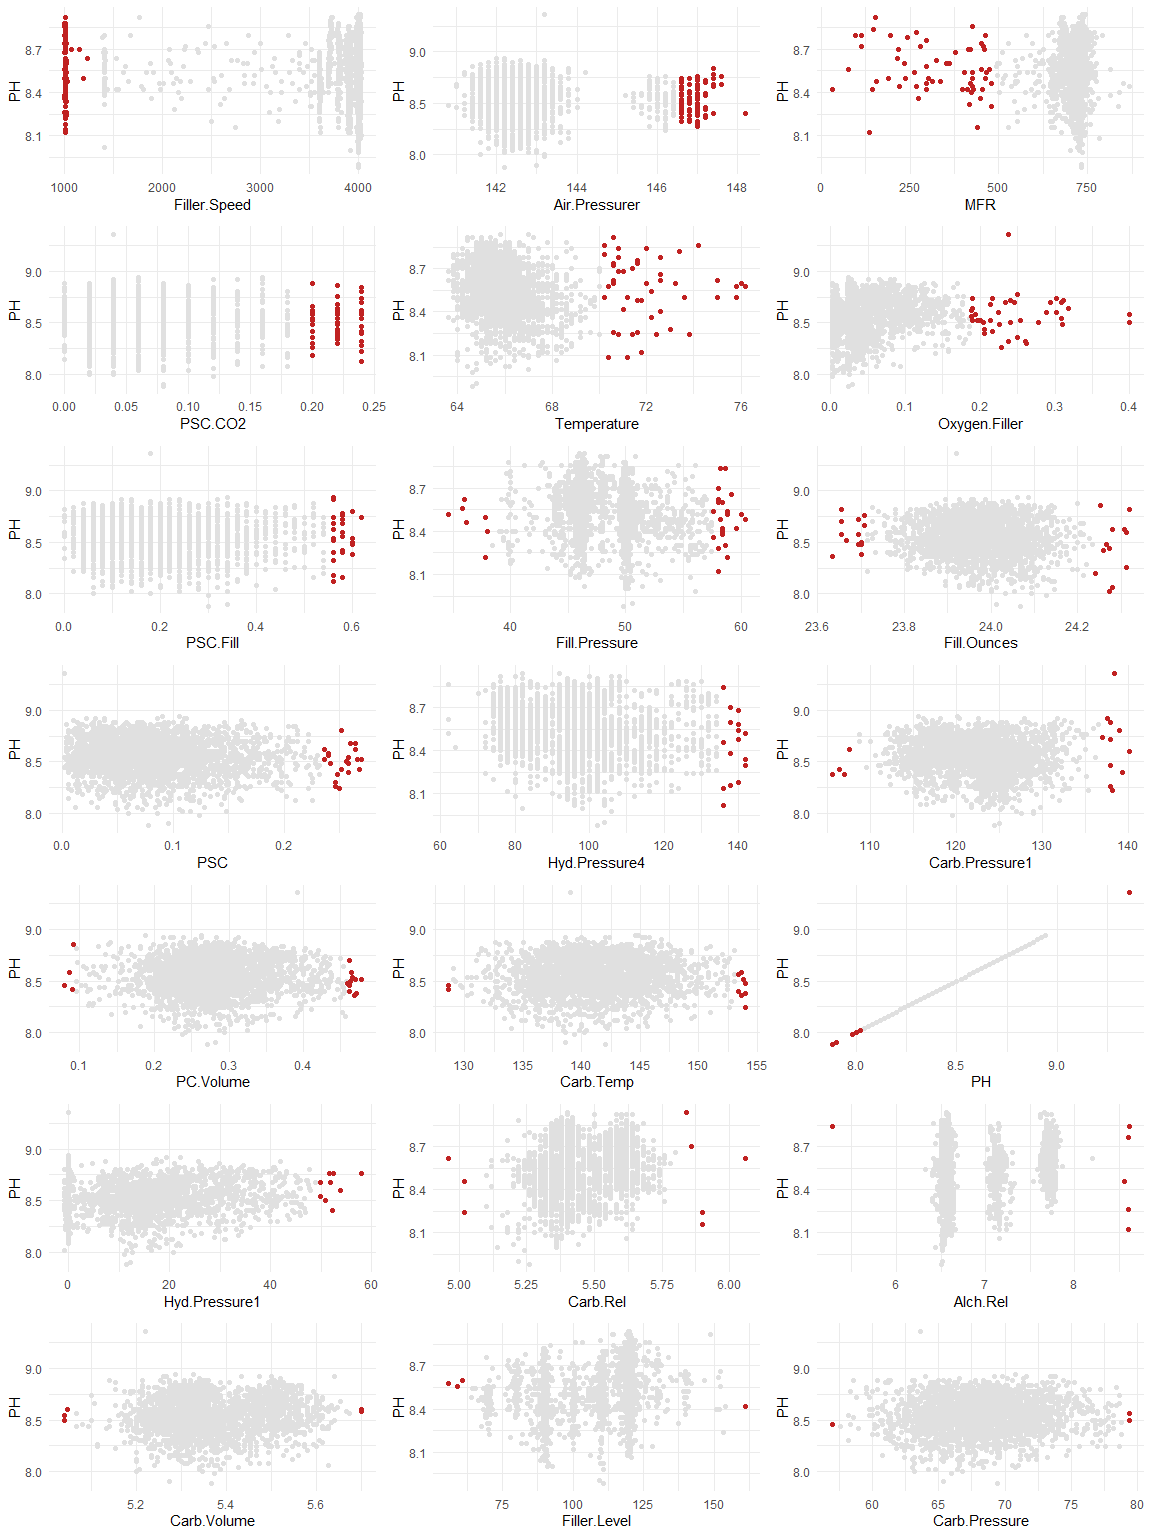 PH
8.7
8.4
8.1
1000 2000 3000 4000
Filler.Speed
PH
9.0
8.5
8.0
142 144 146 148
Air.Pressurer
PH
8.7
8.4
8.1
0 250 500 750
MFR
PH
9.0
8.5
8.0
0.00 0.05 0.10 0.15 0.20 0.25
PSC.CO2
PH
8.7
8.4
8.1
64 68 72 76
Temperature
PH
9.0
8.5
8.0
0.0 0.1 0.2 0.3 0.4
Oxygen.Filler
PH
9.0
8.5
8.0
0.0 0.2 0.4 0.6
PSC.Fill
PH
8.7
8.4
8.1
40 50 60
Fill.Pressure
PH
9.0
8.5
8.0
23.6 23.8 24.0 24.2
Fill.Ounces
PH
9.0
8.5
8.0
0.0 0.1 0.2
PSC
PH
8.7
8.4
8.1
60 80 100 120 140
Hyd.Pressure4
PH
9.0
8.5
8.0
110 120 130 140
Carb.Pressure1
PH
9.0
8.5
8.0
0.1 0.2 0.3 0.4
PC.Volume
PH
9.0
8.5
8.0
130 135 140 145 150 155
Carb.Temp
PH
9.0
8.5
8.0
8.0 8.5 9.0
PH
PH
9.0
8.5
8.0
0 20 40 60
Hyd.Pressure1
PH
8.7
8.4
8.1
5.00 5.25 5.50 5.75 6.00
Carb.Rel
PH
8.7
8.4
8.1
6 7 8
Alch.Rel
PH
9.0
8.5
8.0
5.2 5.4 5.6
Carb.Volume
PH
8.7
8.4
8.1
75 100 125 150
Filler.Level
PH
9.0
8.5
8.0
60 65 70 75 80
Carb.Pressure